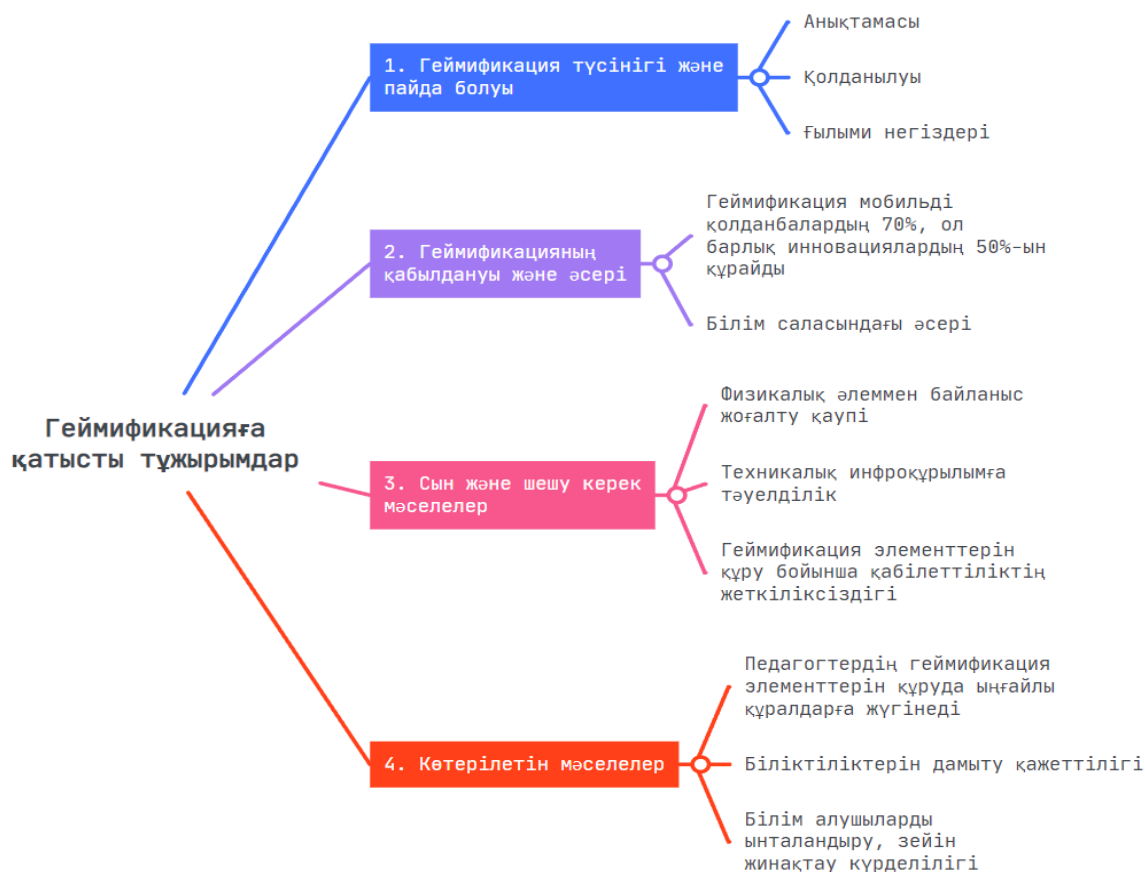 Геймификацияға
қатысты тұжырымдар
1. Геймификация түсінігі және
пайда болуы
Анықтамасы
Қолданылуы
Ғылыми негіздері
2. Геймификацияның
қабылдануы және әсері
Геймификация мобильді
қолданбалардың 70%, ол
барлық инновациялардың 50%-ын
құрайды
Білім саласындағы әсері
3. Сын және шешу керек
мәселелер
Физикалық әлеммен байланыс
жоғалту қаупі
Техникалық инфроқұрылымға
тәуелділік
Геймификация элементтерін
құру бойынша қабілеттіліктің
жеткіліксіздігі
4. Көтерілетін мәселелер
Педагогтердің геймификация
элементтерін құруда ыңғайлы
құралдарға жүгінеді
Біліктіліктерін дамыту қажеттілігі
Білім алушыларды
ынталандыру, зейін
жинақтау күрделілігі